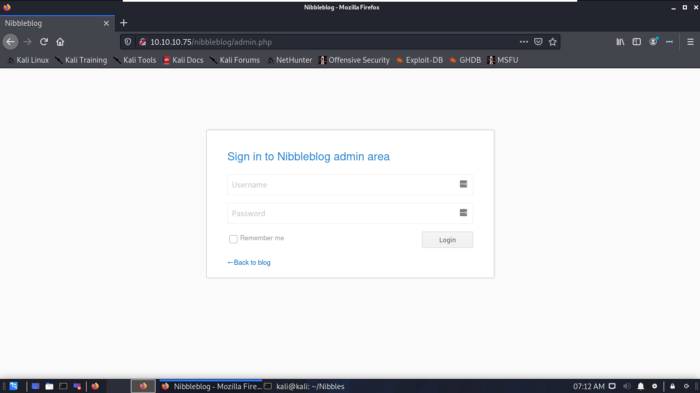 Nibbleblog - Mozilla Firefox
Nibbleblog
10.10.10.75/nibbleblog/admin.php
Kali Linux Kali Training Kali Tools Kali Docs Kali Forums NetHunter Offensive Security Exploit-DB GHDB MSFU
Sign in to Nibbleblog admin area
Username
Password
Remember me Login
←Back to blog
Nibbleblog - Mozilla Fire... kali@kali: ~/Nibbles 07:12 AM